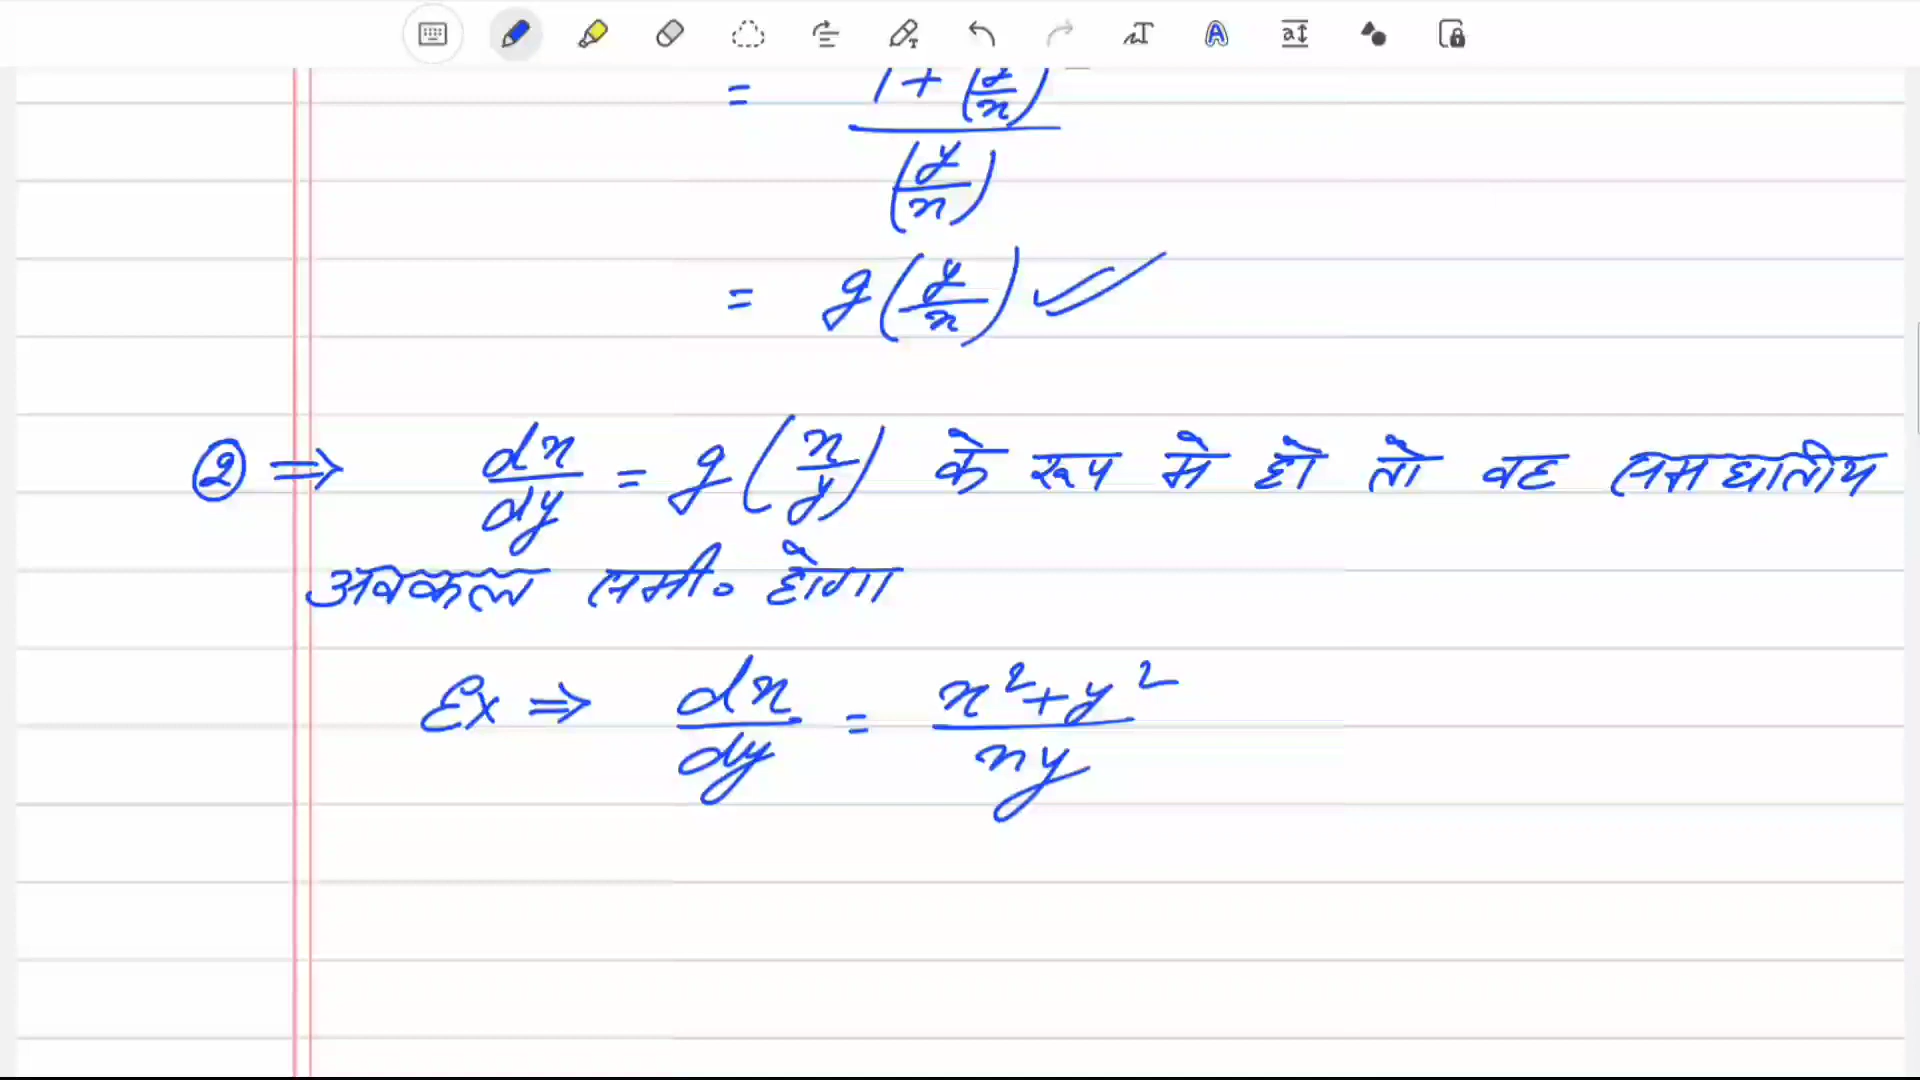 = 1 + (y/x)
(y/x)
= g(y/x)
② ⇒ dx/dy = g(x/y) के रूप मे हो तो वह समघातीय
अवकल समी० होगा
Ex ⇒ dx/dy = x²+y² / xy